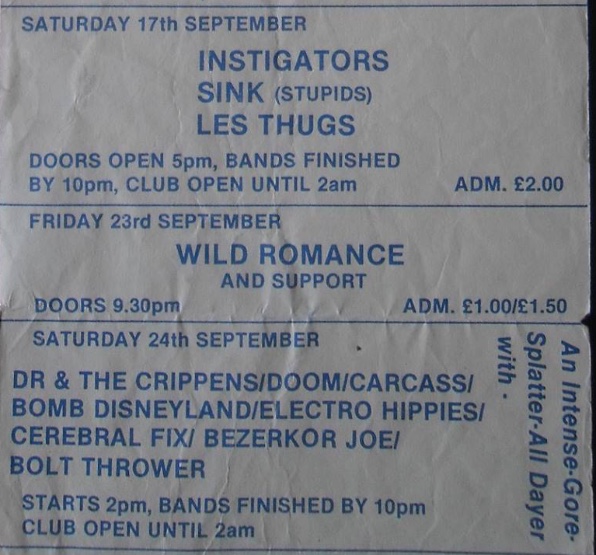 SATURDAY 17th SEPTEMBER
INSTIGATORS
SINK (STUPIDS)
LES THUGS
DOORS OPEN 5pm, BANDS FINISHED
BY 10pm, CLUB OPEN UNTIL 2am ADM. £2.00
FRIDAY 23rd SEPTEMBER
WILD ROMANCE
AND SUPPORT
DOORS 9.30pm ADM. £1.00/£1.50
SATURDAY 24th SEPTEMBER
An Intense-Gore-
Splatter-All Dayer
with -
DR & THE CRIPPENS/DOOM/CARCASS/
BOMB DISNEYLAND/ELECTRO HIPPIES/
CEREBRAL FIX/ BEZERKOR JOE/
BOLT THROWER
STARTS 2pm, BANDS FINISHED BY 10pm
CLUB OPEN UNTIL 2am